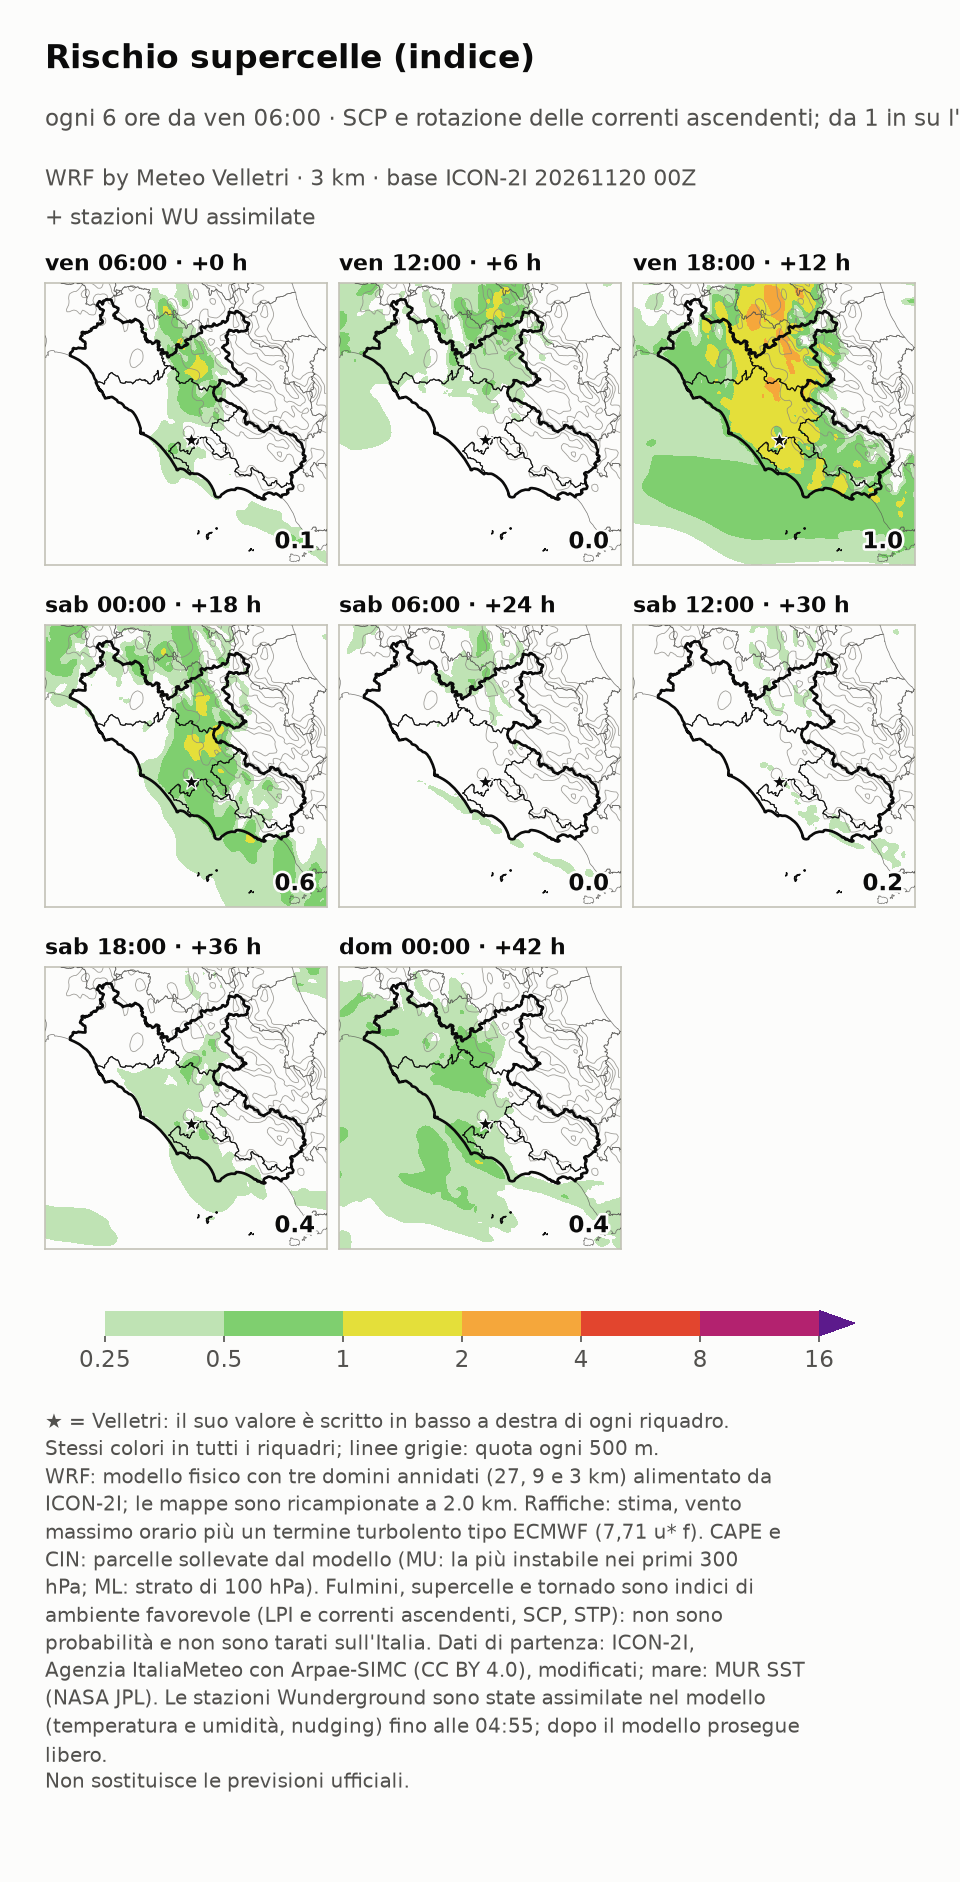 Rischio supercelle (indice)
ogni 6 ore da ven 06:00 · SCP e rotazione delle correnti ascendenti; da 1 in su l'
WRF by Meteo Velletri · 3 km · base ICON-2I 20261120 00Z
+ stazioni WU assimilate
ven 06:00 · +0 h
ven 12:00 · +6 h
ven 18:00 · +12 h
0.1
0.0
1.0
sab 00:00 · +18 h
sab 06:00 · +24 h
sab 12:00 · +30 h
0.6
0.0
0.2
sab 18:00 · +36 h
dom 00:00 · +42 h
0.4
0.4
0.25 0.5 1 2 4 8 16
★ = Velletri: il suo valore è scritto in basso a destra di ogni riquadro.
Stessi colori in tutti i riquadri; linee grigie: quota ogni 500 m.
WRF: modello fisico con tre domini annidati (27, 9 e 3 km) alimentato da
ICON-2I; le mappe sono ricampionate a 2.0 km. Raffiche: stima, vento
massimo orario più un termine turbolento tipo ECMWF (7,71 u* f). CAPE e
CIN: parcelle sollevate dal modello (MU: la più instabile nei primi 300
hPa; ML: strato di 100 hPa). Fulmini, supercelle e tornado sono indici di
ambiente favorevole (LPI e correnti ascendenti, SCP, STP): non sono
probabilità e non sono tarati sull'Italia. Dati di partenza: ICON-2I,
Agenzia ItaliaMeteo con Arpae-SIMC (CC BY 4.0), modificati; mare: MUR SST
(NASA JPL). Le stazioni Wunderground sono state assimilate nel modello
(temperatura e umidità, nudging) fino alle 04:55; dopo il modello prosegue
libero.
Non sostituisce le previsioni ufficiali.